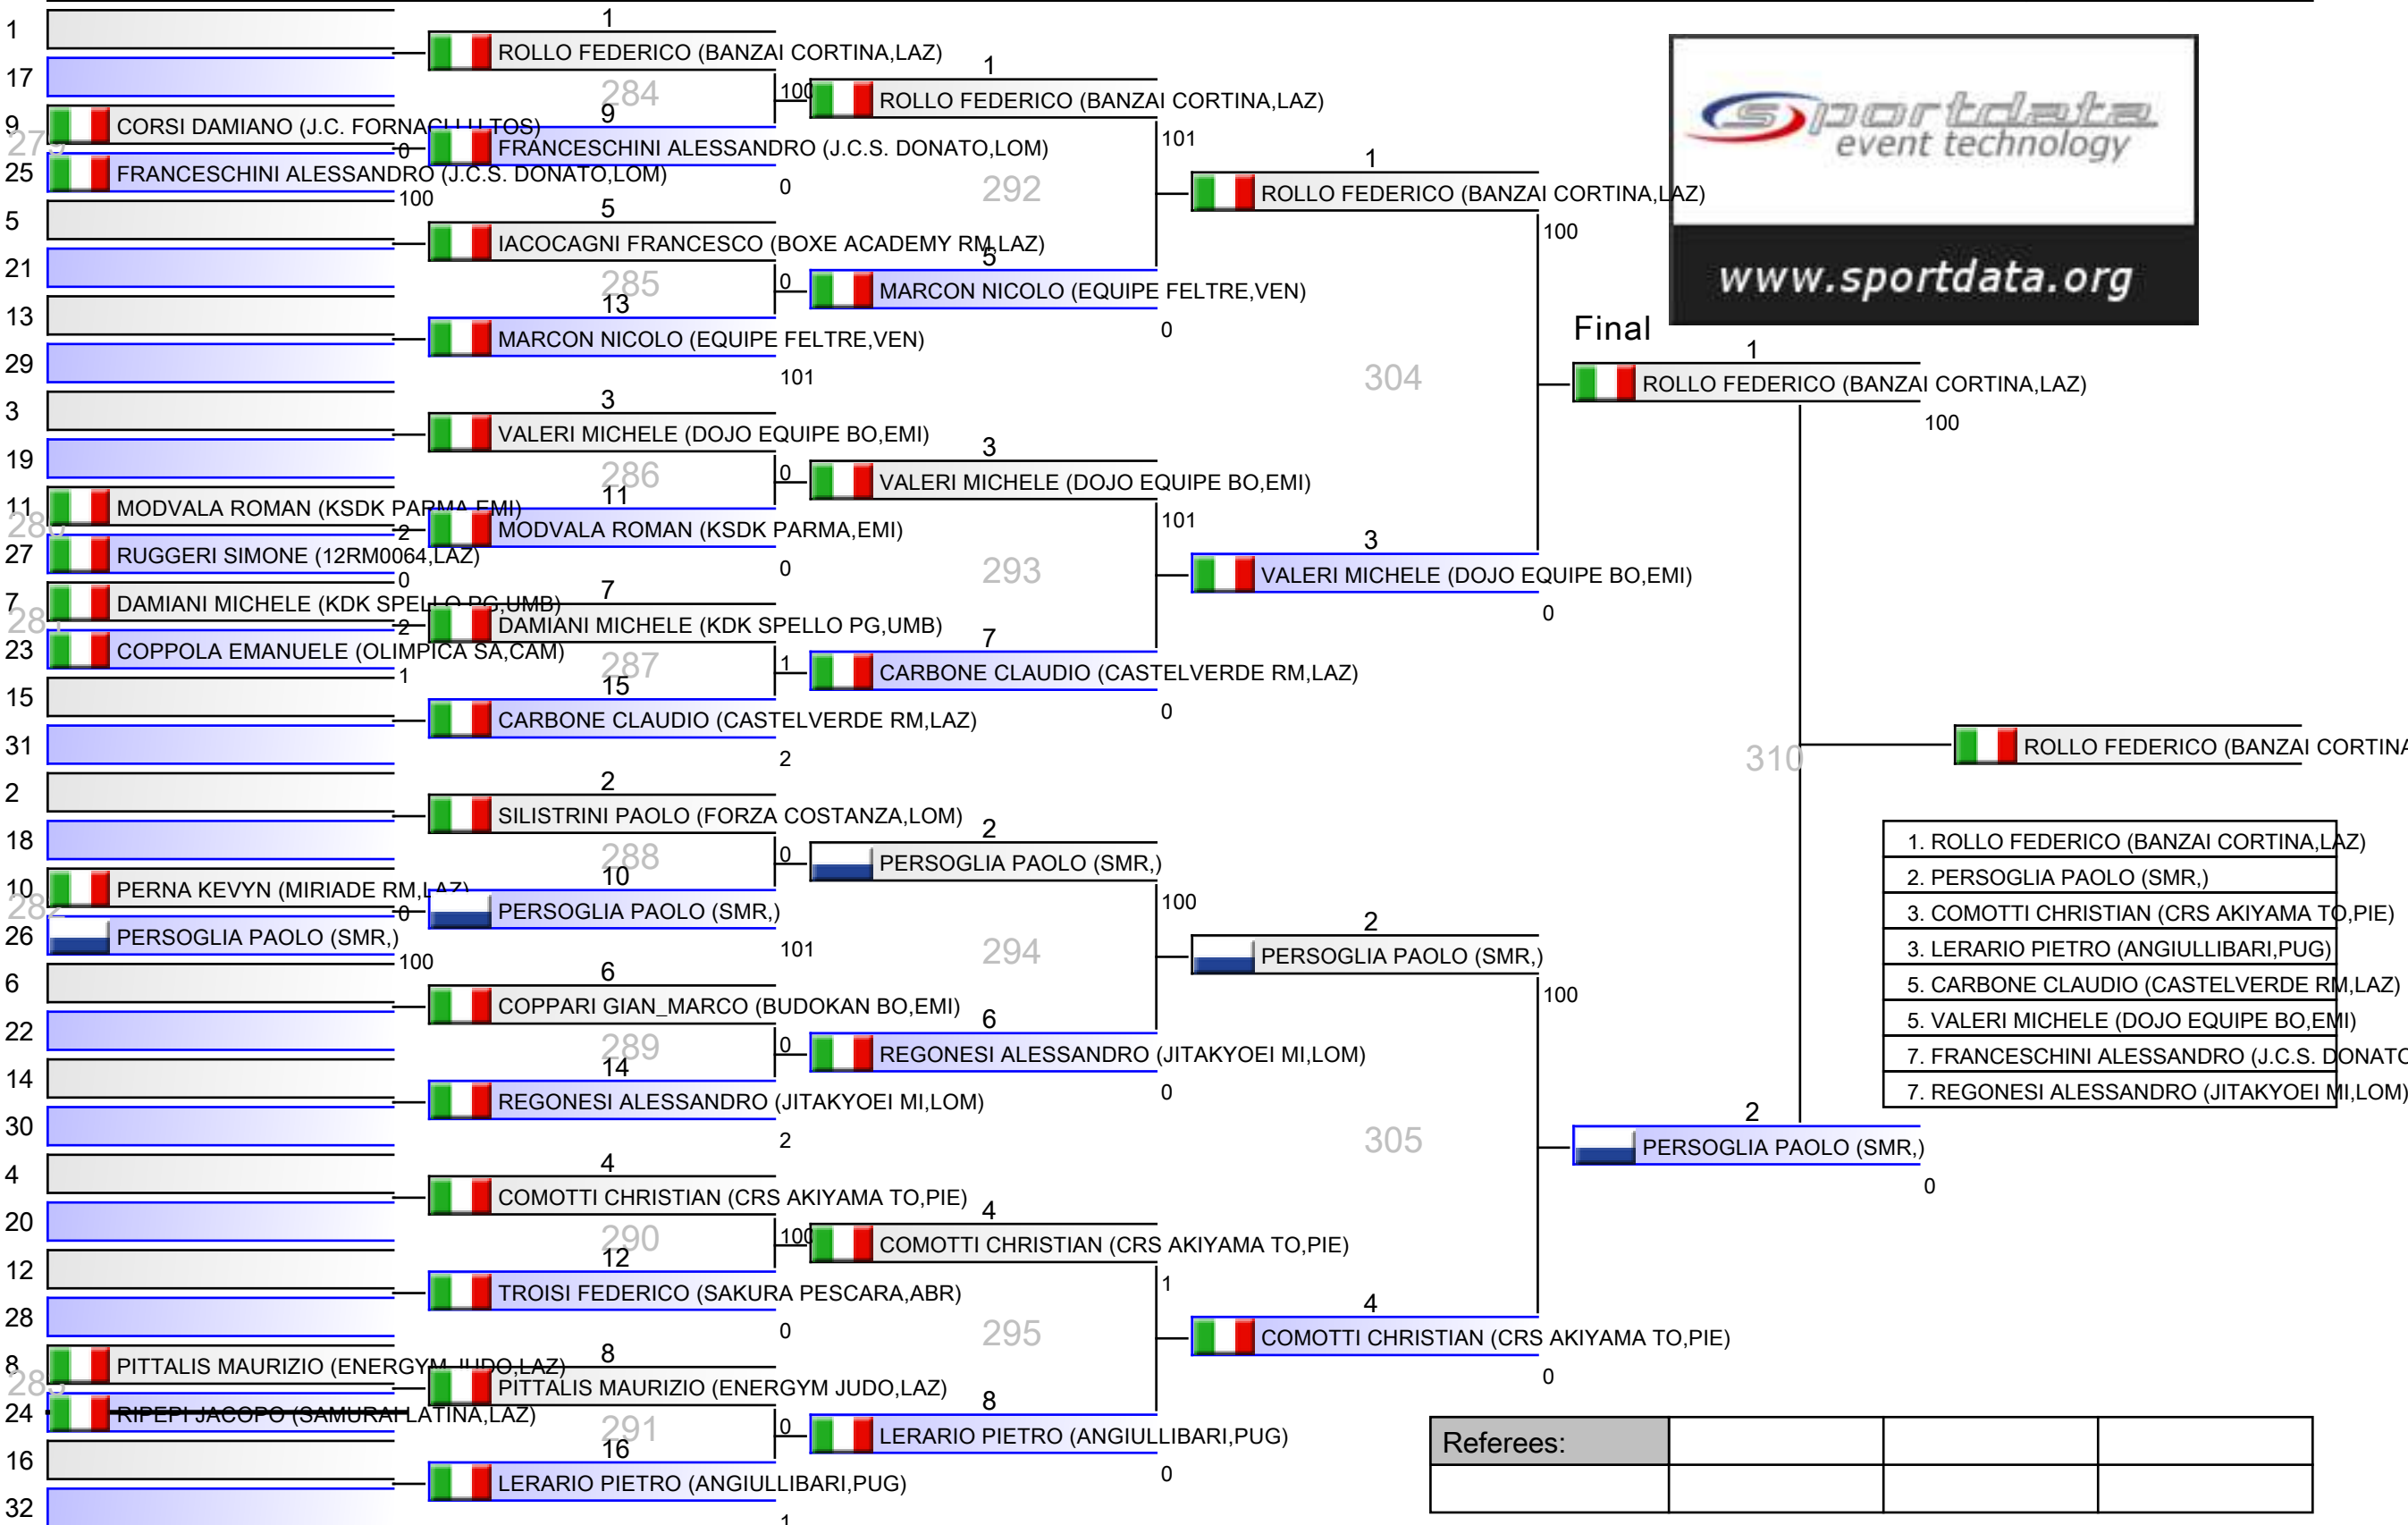 1
17
9
CORSI DAMIANO (J.C. FORNACI LU,TOS)
0
25
FRANCESCHINI ALESSANDRO (J.C.S. DONATO,LOM)
100
5
21
13
29
3
19
11
MODVALA ROMAN (KSDK PARMA,EMI)
2
27
RUGGERI SIMONE (12RM0064,LAZ)
0
7
DAMIANI MICHELE (KDK SPELLO PG,UMB)
2
23
COPPOLA EMANUELE (OLIMPICA SA,CAM)
1
15
31
2
18
10
PERNA KEVYN (MIRIADE RM,LAZ)
282
0
26
PERSOGLIA PAOLO (SMR,)
100
6
22
14
30
4
20
12
28
8
PITTALIS MAURIZIO (ENERGYM JUDO,LAZ)
24
RIPEPI JACOPO (SAMURAI LATINA,LAZ)
16
32
1
ROLLO FEDERICO (BANZAI CORTINA,LAZ)
284
100
9
FRANCESCHINI ALESSANDRO (J.C.S. DONATO,LOM)
0
5
IACOCAGNI FRANCESCO (BOXE ACADEMY RM,LAZ)
285
0
13
MARCON NICOLO (EQUIPE FELTRE,VEN)
101
3
VALERI MICHELE (DOJO EQUIPE BO,EMI)
286
0
11
MODVALA ROMAN (KSDK PARMA,EMI)
0
7
DAMIANI MICHELE (KDK SPELLO PG,UMB)
287
1
15
CARBONE CLAUDIO (CASTELVERDE RM,LAZ)
2
2
SILISTRINI PAOLO (FORZA COSTANZA,LOM)
288
0
10
PERSOGLIA PAOLO (SMR,)
101
6
COPPARI GIAN_MARCO (BUDOKAN BO,EMI)
289
0
14
REGONESI ALESSANDRO (JITAKYOEI MI,LOM)
2
4
COMOTTI CHRISTIAN (CRS AKIYAMA TO,PIE)
290
100
12
TROISI FEDERICO (SAKURA PESCARA,ABR)
0
8
PITTALIS MAURIZIO (ENERGYM JUDO,LAZ)
291
0
16
LERARIO PIETRO (ANGIULLIBARI,PUG)
1
1
ROLLO FEDERICO (BANZAI CORTINA,LAZ)
101
292
5
MARCON NICOLO (EQUIPE FELTRE,VEN)
0
3
VALERI MICHELE (DOJO EQUIPE BO,EMI)
101
293
7
CARBONE CLAUDIO (CASTELVERDE RM,LAZ)
0
2
PERSOGLIA PAOLO (SMR,)
100
294
6
REGONESI ALESSANDRO (JITAKYOEI MI,LOM)
0
4
COMOTTI CHRISTIAN (CRS AKIYAMA TO,PIE)
1
295
8
LERARIO PIETRO (ANGIULLIBARI,PUG)
0
1
ROLLO FEDERICO (BANZAI CORTINA,LAZ)
100
304
3
VALERI MICHELE (DOJO EQUIPE BO,EMI)
0
2
PERSOGLIA PAOLO (SMR,)
100
305
4
COMOTTI CHRISTIAN (CRS AKIYAMA TO,PIE)
0
sportdata
event technology
www.sportdata.org
Final
1
ROLLO FEDERICO (BANZAI CORTINA,LAZ)
100
310
2
PERSOGLIA PAOLO (SMR,)
0
ROLLO FEDERICO (BANZAI CORTINA
1. ROLLO FEDERICO (BANZAI CORTINA,LAZ)
2. PERSOGLIA PAOLO (SMR,)
3. COMOTTI CHRISTIAN (CRS AKIYAMA TO,PIE)
3. LERARIO PIETRO (ANGIULLIBARI,PUG)
5. CARBONE CLAUDIO (CASTELVERDE RM,LAZ)
5. VALERI MICHELE (DOJO EQUIPE BO,EMI)
7. FRANCESCHINI ALESSANDRO (J.C.S. DONATO
7. REGONESI ALESSANDRO (JITAKYOEI MI,LOM)
Referees: